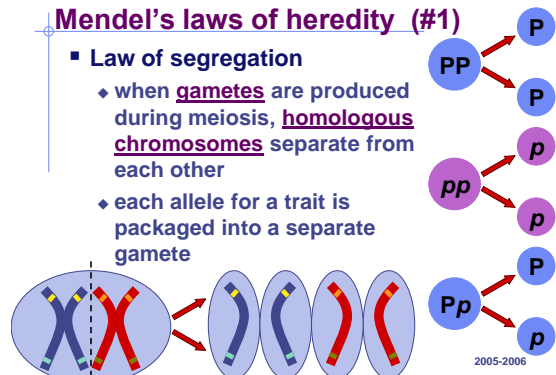 Mendel's laws of heredity (#1)
Law of segregation
when gametes are produced
during meiosis, homologous
chromosomes separate from
each other
each allele for a trait is
packaged into a separate
gamete
PP
P
P
pp
p
p
Pp
P
p
2005-2006